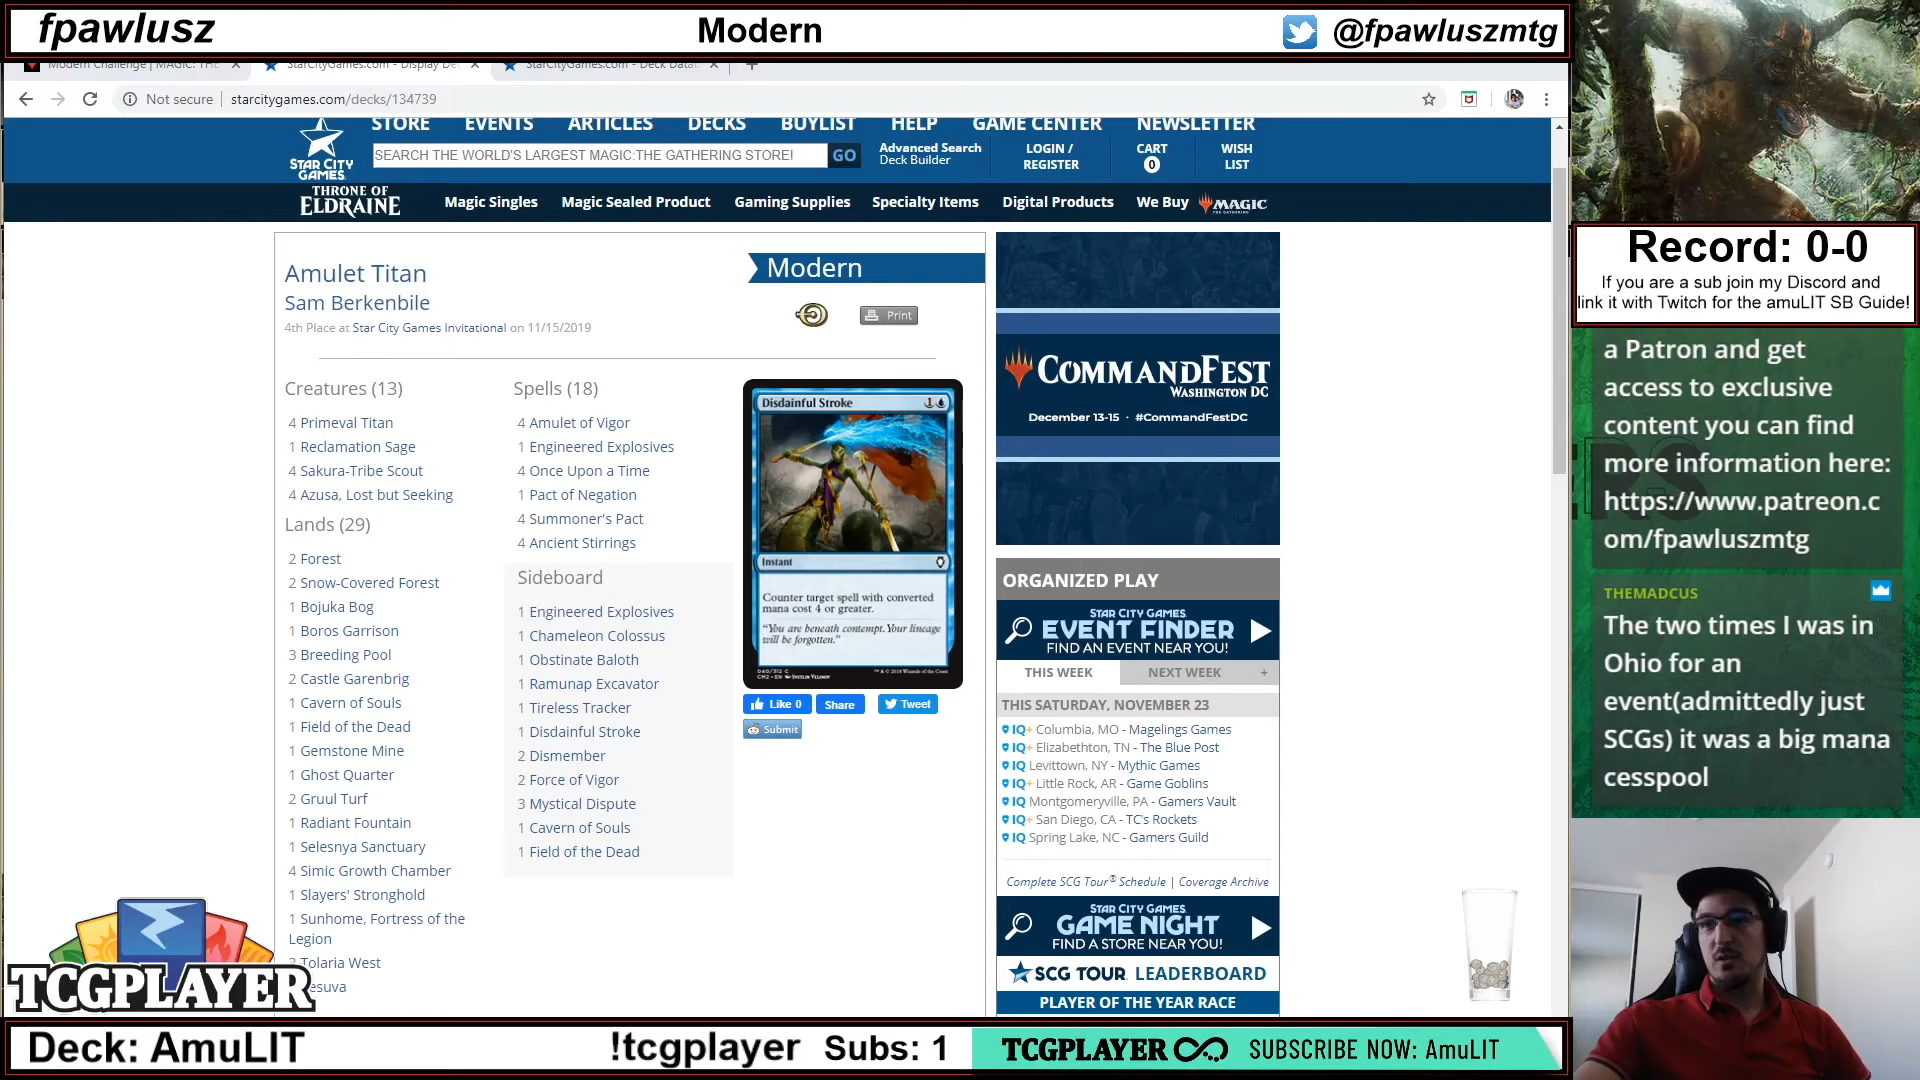 fpawlusz
Modern
@fpawluszmtg
Modern Challenge | MAGIC: THE
StarCityGames.com - Display De
StarCityGames.com - Deck Datab
Not secure
starcitygames.com/decks/134739
STAR CITY GAMES
STORE
EVENTS
ARTICLES
DECKS
BUYLIST
HELP
GAME CENTER
NEWSLETTER
SEARCH THE WORLD'S LARGEST MAGIC:THE GATHERING STORE!
GO
Advanced Search
Deck Builder
LOGIN /
REGISTER
CART
0
WISH
LIST
THRONE OF
ELDRAINE
Magic Singles
Magic Sealed Product
Gaming Supplies
Specialty Items
Digital Products
We Buy
MAGIC
Amulet Titan
Sam Berkenbile
4th Place at Star City Games Invitational on 11/15/2019
Modern
Print
Creatures (13)
4 Primeval Titan
1 Reclamation Sage
4 Sakura-Tribe Scout
4 Azusa, Lost but Seeking
Lands (29)
2 Forest
2 Snow-Covered Forest
1 Bojuka Bog
1 Boros Garrison
3 Breeding Pool
2 Castle Garenbrig
1 Cavern of Souls
1 Field of the Dead
1 Gemstone Mine
1 Ghost Quarter
2 Gruul Turf
1 Radiant Fountain
1 Selesnya Sanctuary
4 Simic Growth Chamber
1 Slayers' Stronghold
1 Sunhome, Fortress of the
Legion
Tolaria West
esuva
Spells (18)
4 Amulet of Vigor
1 Engineered Explosives
4 Once Upon a Time
1 Pact of Negation
4 Summoner's Pact
4 Ancient Stirrings
Sideboard
1 Engineered Explosives
1 Chameleon Colossus
1 Obstinate Baloth
1 Ramunap Excavator
1 Tireless Tracker
1 Disdainful Stroke
2 Dismember
2 Force of Vigor
3 Mystical Dispute
1 Cavern of Souls
1 Field of the Dead
Disdainful Stroke
1
Instant
Counter target spell with converted
mana cost 4 or greater.
"You are beneath contempt. Your lineage
will be forgotten."
Like 0
Share
Tweet
Submit
COMMANDFEST
WASHINGTON DC
December 13-15 · #CommandFestDC
ORGANIZED PLAY
STAR CITY GAMES
EVENT FINDER
FIND AN EVENT NEAR YOU!
THIS WEEK
NEXT WEEK
+
THIS SATURDAY, NOVEMBER 23
IQ+ Columbia, MO - Magelings Games
IQ+ Elizabethton, TN - The Blue Post
IQ Levittown, NY - Mythic Games
IQ+ Little Rock, AR - Game Goblins
IQ Montgomeryville, PA - Gamers Vault
IQ+ San Diego, CA - TC's Rockets
IQ Spring Lake, NC - Gamers Guild
Complete SCG Tour® Schedule | Coverage Archive
STAR CITY GAMES
GAME NIGHT
FIND A STORE NEAR YOU!
SCG TOUR LEADERBOARD
PLAYER OF THE YEAR RACE
Record: 0-0
If you are a sub join my Discord and
link it with Twitch for the amuLIT SB Guide!
a Patron and get
access to exclusive
content you can find
more information here:
https://www.patreon.c
om/fpawluszmtg
THEMADCUS
The two times I was in
Ohio for an
event(admittedly just
SCGs) it was a big mana
cesspool
TCGPLAYER
Deck: AmuLIT
!tcgplayer
Subs: 1
TCGPLAYER
SUBSCRIBE NOW: AmuLIT